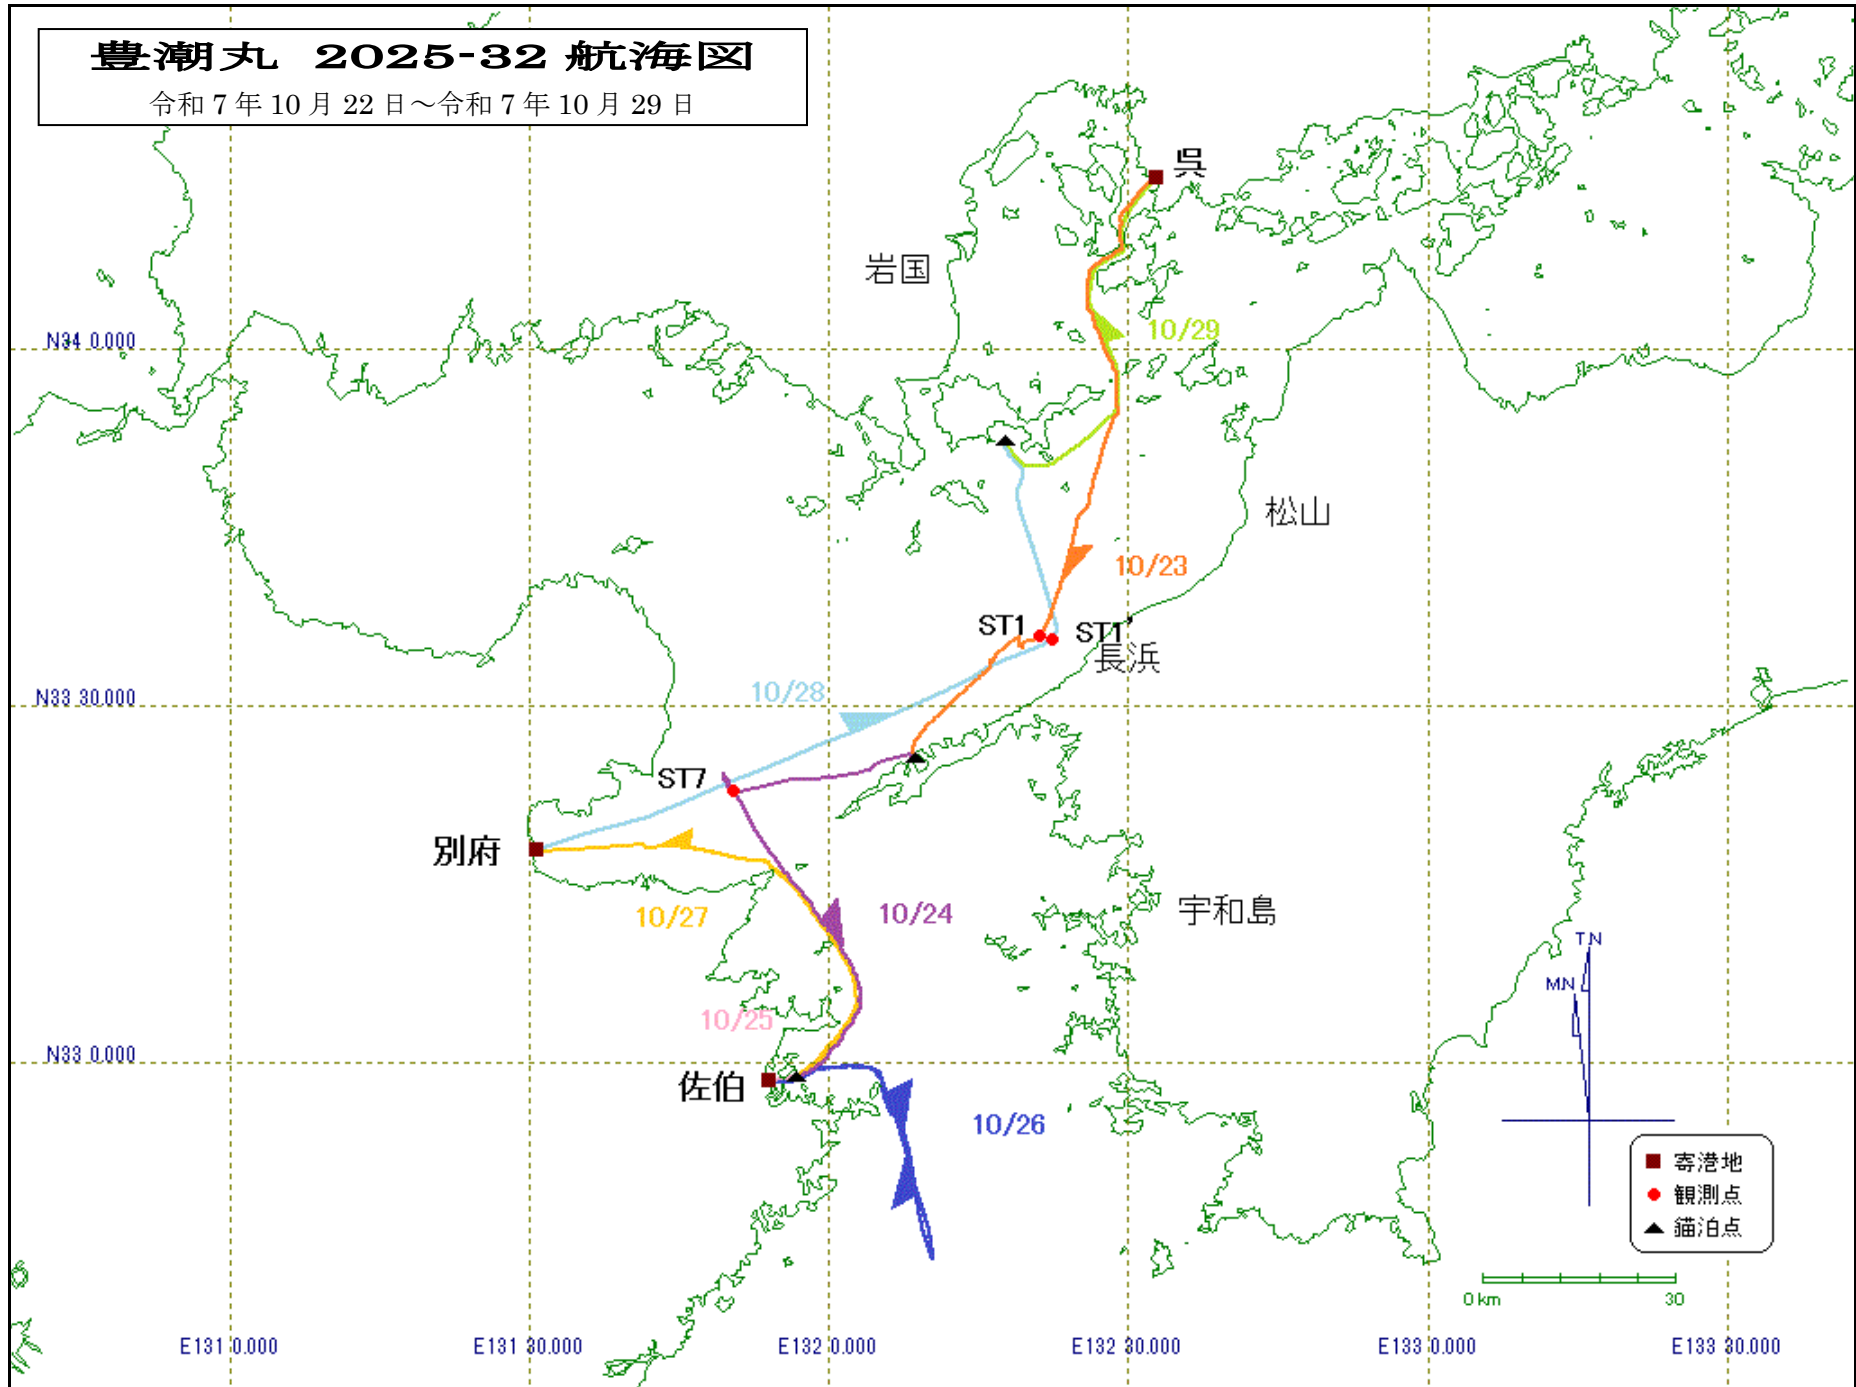 豊潮丸 2025-32 航海図
令和 7 年 10 月 22 日～令和 7 年 10 月 29 日
呉
岩国
10/29
N34 0.000
松山
10/23
ST1
ST1
長浜
10/28
N33 30.000
ST7
別府
10/27
10/24
宇和島
TN
MN
10/25
N33 0.000
佐伯
10/26
寄港地
観測点
錨泊点
0 km
30
E131 0.000
E131 30.000
E132 0.000
E132 30.000
E133 0.000
E133 30.000